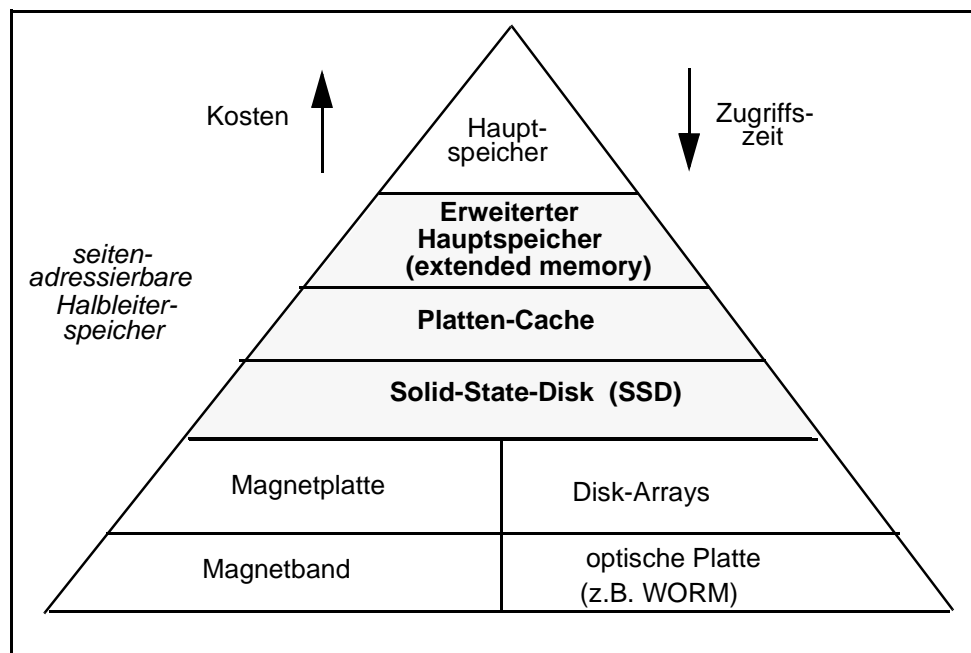 Kosten
Zugriffs-
zeit
Haupt-
speicher
Erweiterter
Hauptspeicher
(extended memory)
seiten-
adressierbare
Halbleiter-
speicher
Platten-Cache
Solid-State-Disk (SSD)
Magnetplatte
Disk-Arrays
Magnetband
optische Platte
(z.B. WORM)